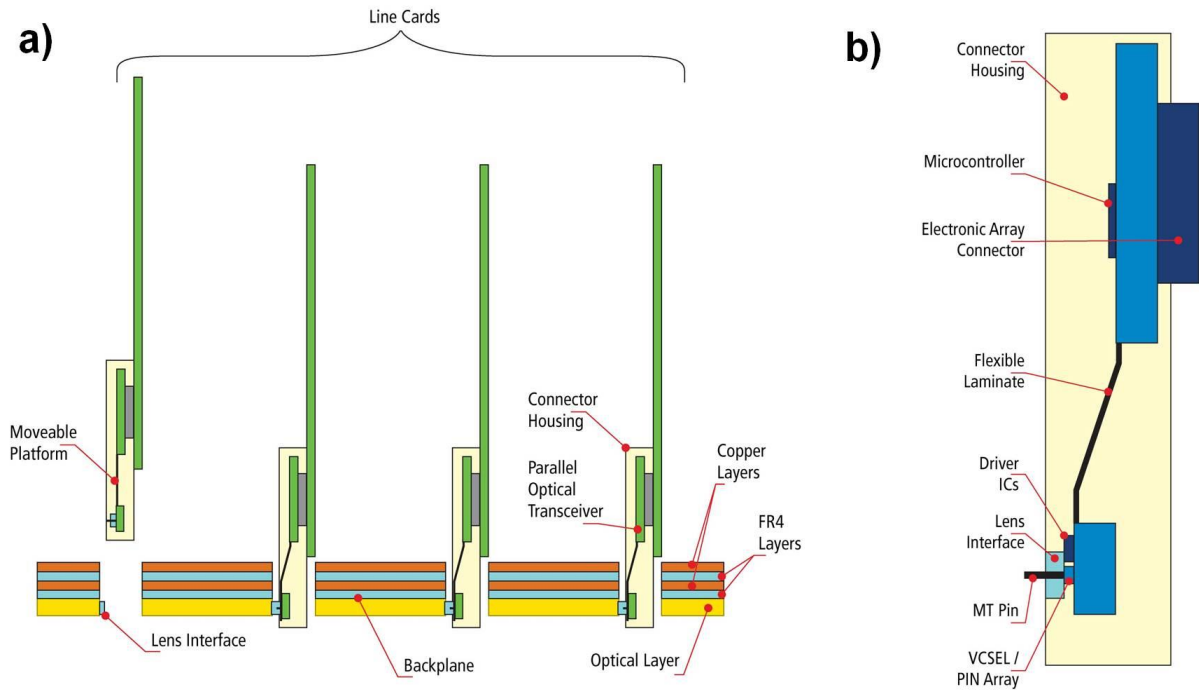 a)
Line Cards
Moveable
Platform
Lens Interface
Backplane
Connector
Housing
Parallel
Optical
Transceiver
Copper
Layers
FR4
Layers
Optical Layer
b)
Connector
Housing
Microcontroller
Electronic Array
Connector
Flexible
Laminate
Driver
ICs
Lens
Interface
MT Pin
VCSEL /
PIN Array